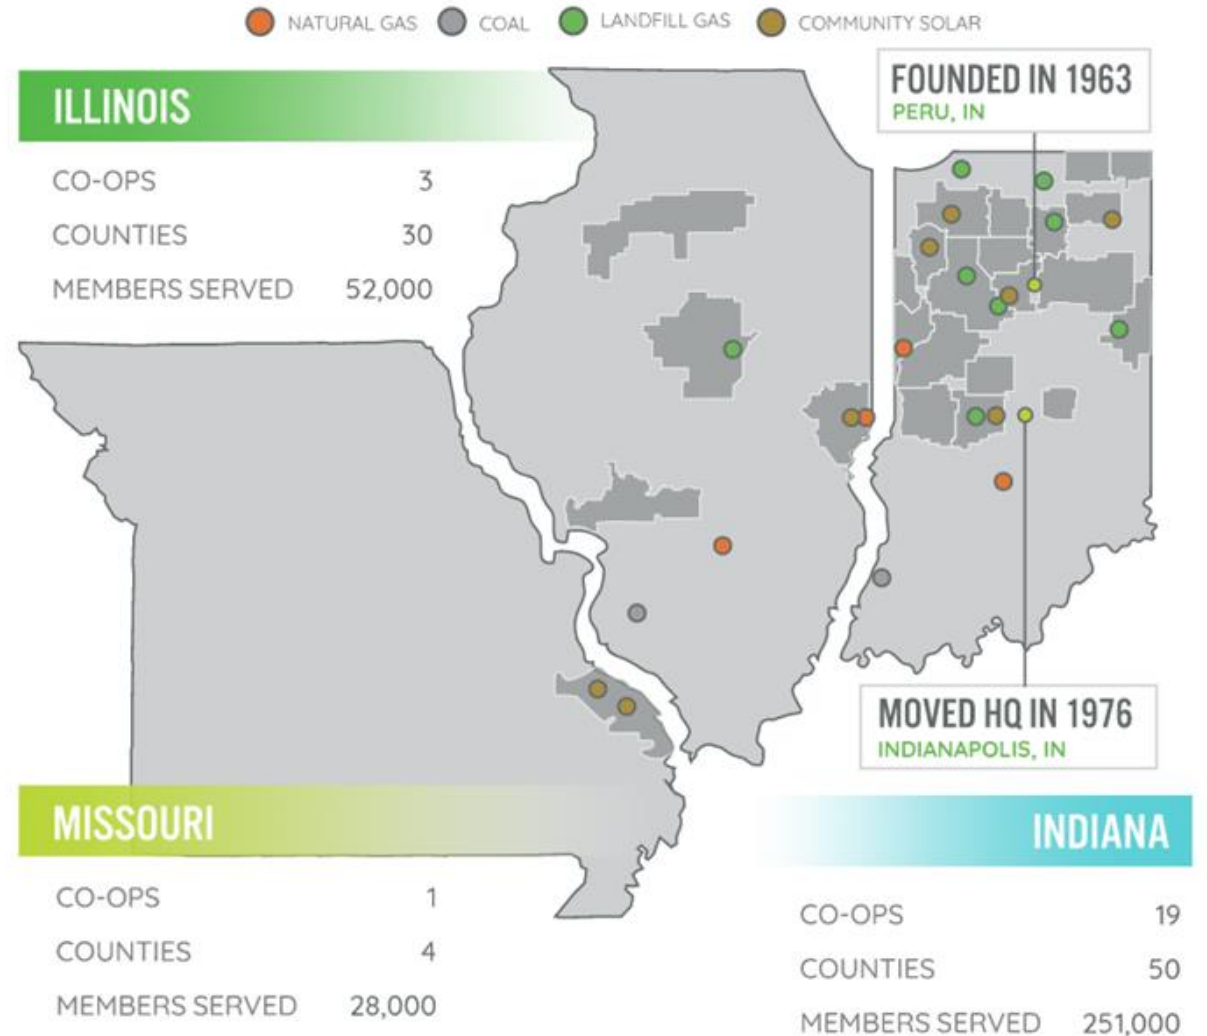 NATURAL GAS COAL LANDFILL GAS COMMUNITY SOLAR
FOUNDED IN 1963
PERU, IN
ILLINOIS
CO-OPS 3
COUNTIES 30
MEMBERS SERVED 52,000
MOVED HQ IN 1976
INDIANAPOLIS, IN
MISSOURI
CO-OPS 1
COUNTIES 4
MEMBERS SERVED 28,000
INDIANA
CO-OPS 19
COUNTIES 50
MEMBERS SERVED 251,000